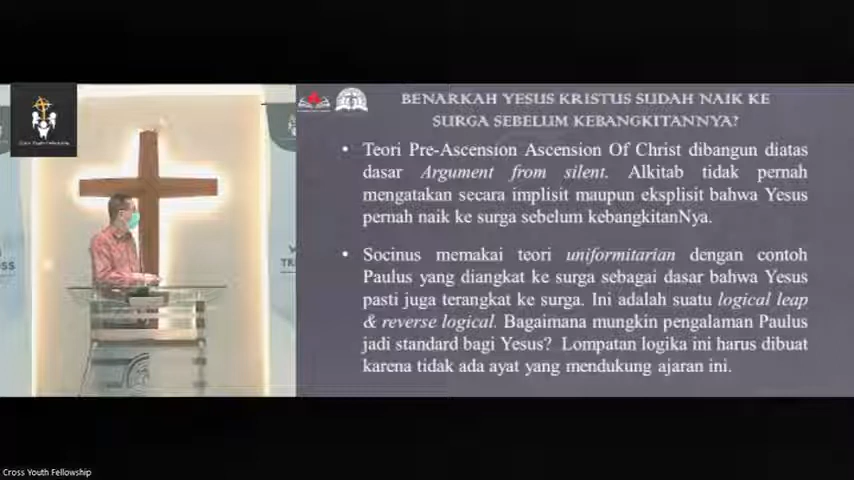 BENARKAH YESUS KRISTUS SUDAH NAIK KE
SURGA SEBELUM KEBANGKITANNYA?
• Teori Pre-Ascension Ascension Of Christ dibangun diatas
dasar Argument from silent. Alkitab tidak pernah
mengatakan secara implisit maupun eksplisit bahwa Yesus
pernah naik ke surga sebelum kebangkitanNya.
• Socinus memakai teori uniformitarian dengan contoh
Paulus yang diangkat ke surga sebagai dasar bahwa Yesus
pasti juga terangkat ke surga. Ini adalah suatu logical leap
& reverse logical. Bagaimana mungkin pengalaman Paulus
jadi standard bagi Yesus? Lompatan logika ini harus dibuat
karena tidak ada ayat yang mendukung ajaran ini.
Cross Youth Fellowship